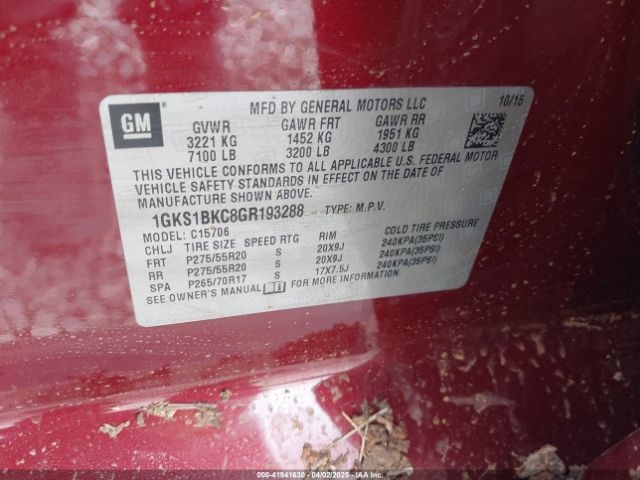 GM
MFD BY GENERAL MOTORS LLC
10/15
GVWR GAWR FRT GAWR RR
3221 KG 1452 KG 1951 KG
7100 LB 3200 LB 4300 LB
THIS VEHICLE CONFORMS TO ALL APPLICABLE U.S. FEDERAL MOTOR
VEHICLE SAFETY STANDARDS IN EFFECT ON THE DATE OF
MANUFACTURE SHOWN ABOVE.
1GKS1BKC8GR193288 TYPE: M.P.V.
MODEL: C15706
CHLJ TIRE SIZE SPEED RTG RIM COLD TIRE PRESSURE
FRT P275/55R20 S 20X9J 240KPA(35PSI)
RR P275/55R20 S 20X9J 240KPA(35PSI)
SPA P265/70R17 S 17X7.5J 240KPA(35PSI)
SEE OWNER'S MANUAL FOR MORE INFORMATION.
000-41941630 - 04/02/2025 - IAAI.COM